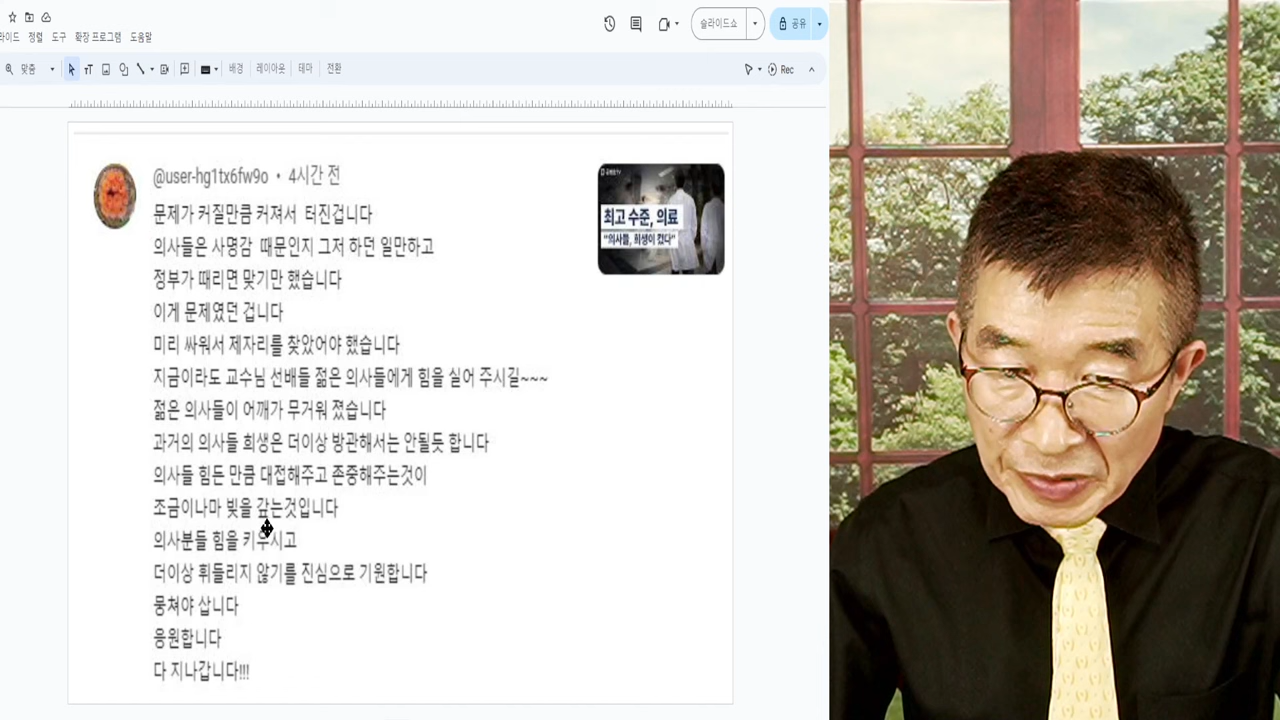 라이드 정렬 도구 확장 프로그램 도움말
슬라이드쇼
공유
맞춤
배경 레이아웃 테마 전환
Rec
@user-hg1tx6fw9o • 4시간 전
문제가 커질만큼 커져서 터진겁니다
의사들은 사명감 때문인지 그저 하던 일만하고
정부가 때리면 맞기만 했습니다
이게 문제였던 겁니다
미리 싸워서 제자리를 찾았어야 했습니다
지금이라도 교수님 선배들 젊은 의사들에게 힘을 실어 주시길~~~
젊은 의사들이 어깨가 무거워 졌습니다
과거의 의사들 희생은 더이상 방관해서는 안될듯 합니다
의사들 힘든 만큼 대접해주고 존중해주는것이
조금이나마 빚을 갚는것입니다
의사분들 힘을 키우시고
더이상 휘들리지 않기를 진심으로 기원합니다
뭉쳐야 삽니다
응원합니다
다 지나갑니다!!!
최고 수준, 의료
"의사들, 희생이 컸다"